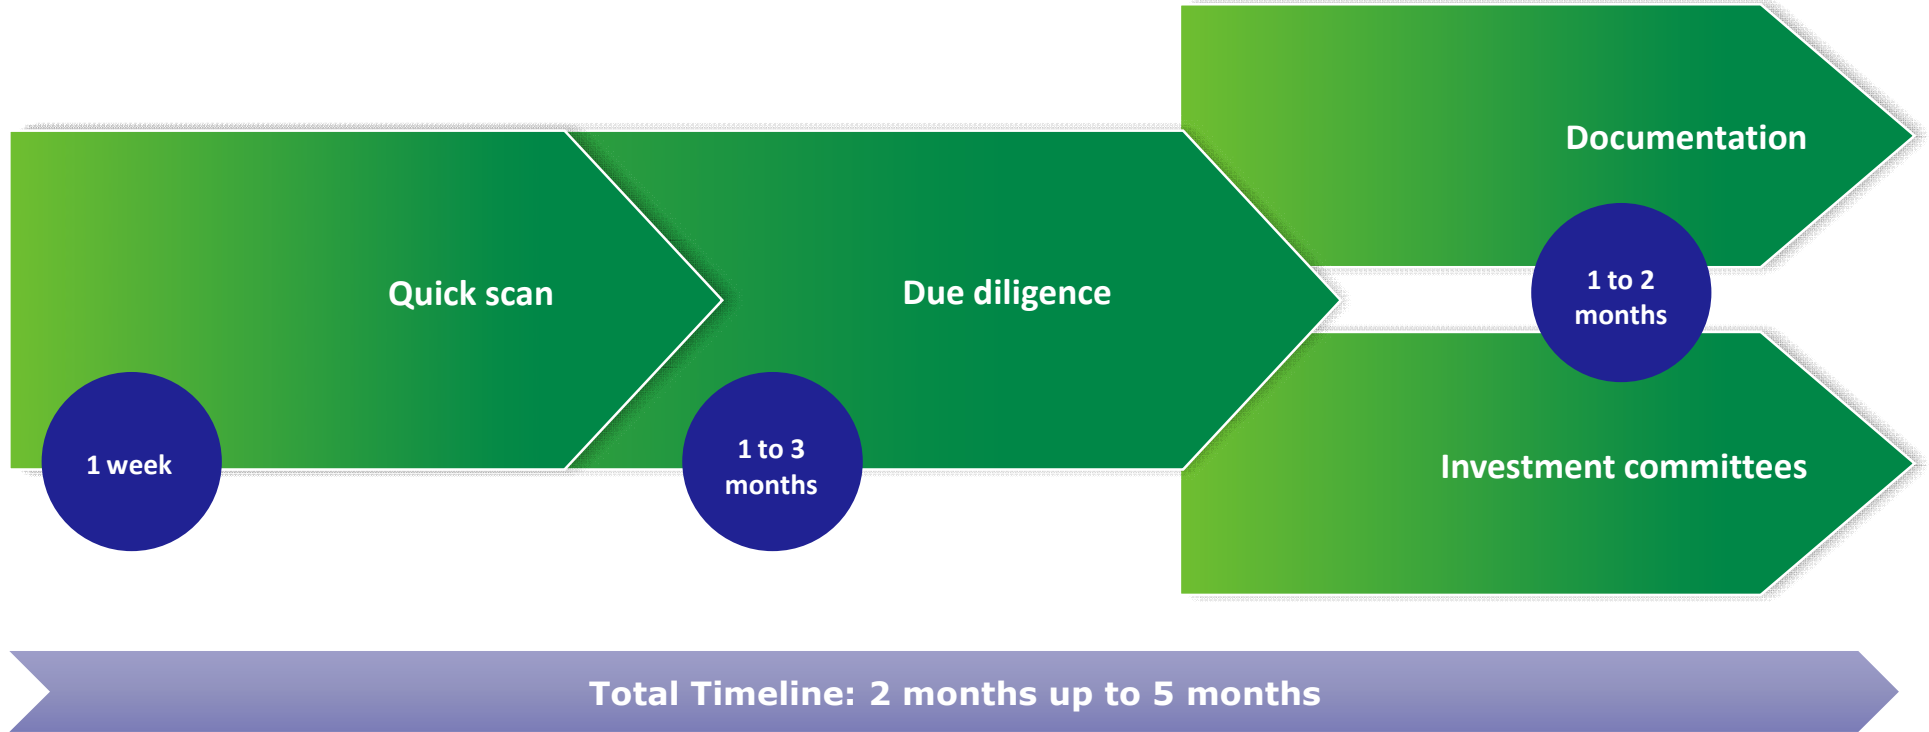 Quick scan
1 week
Due diligence
1 to 3
months
Documentation
1 to 2
months
Investment committees
Total Timeline: 2 months up to 5 months